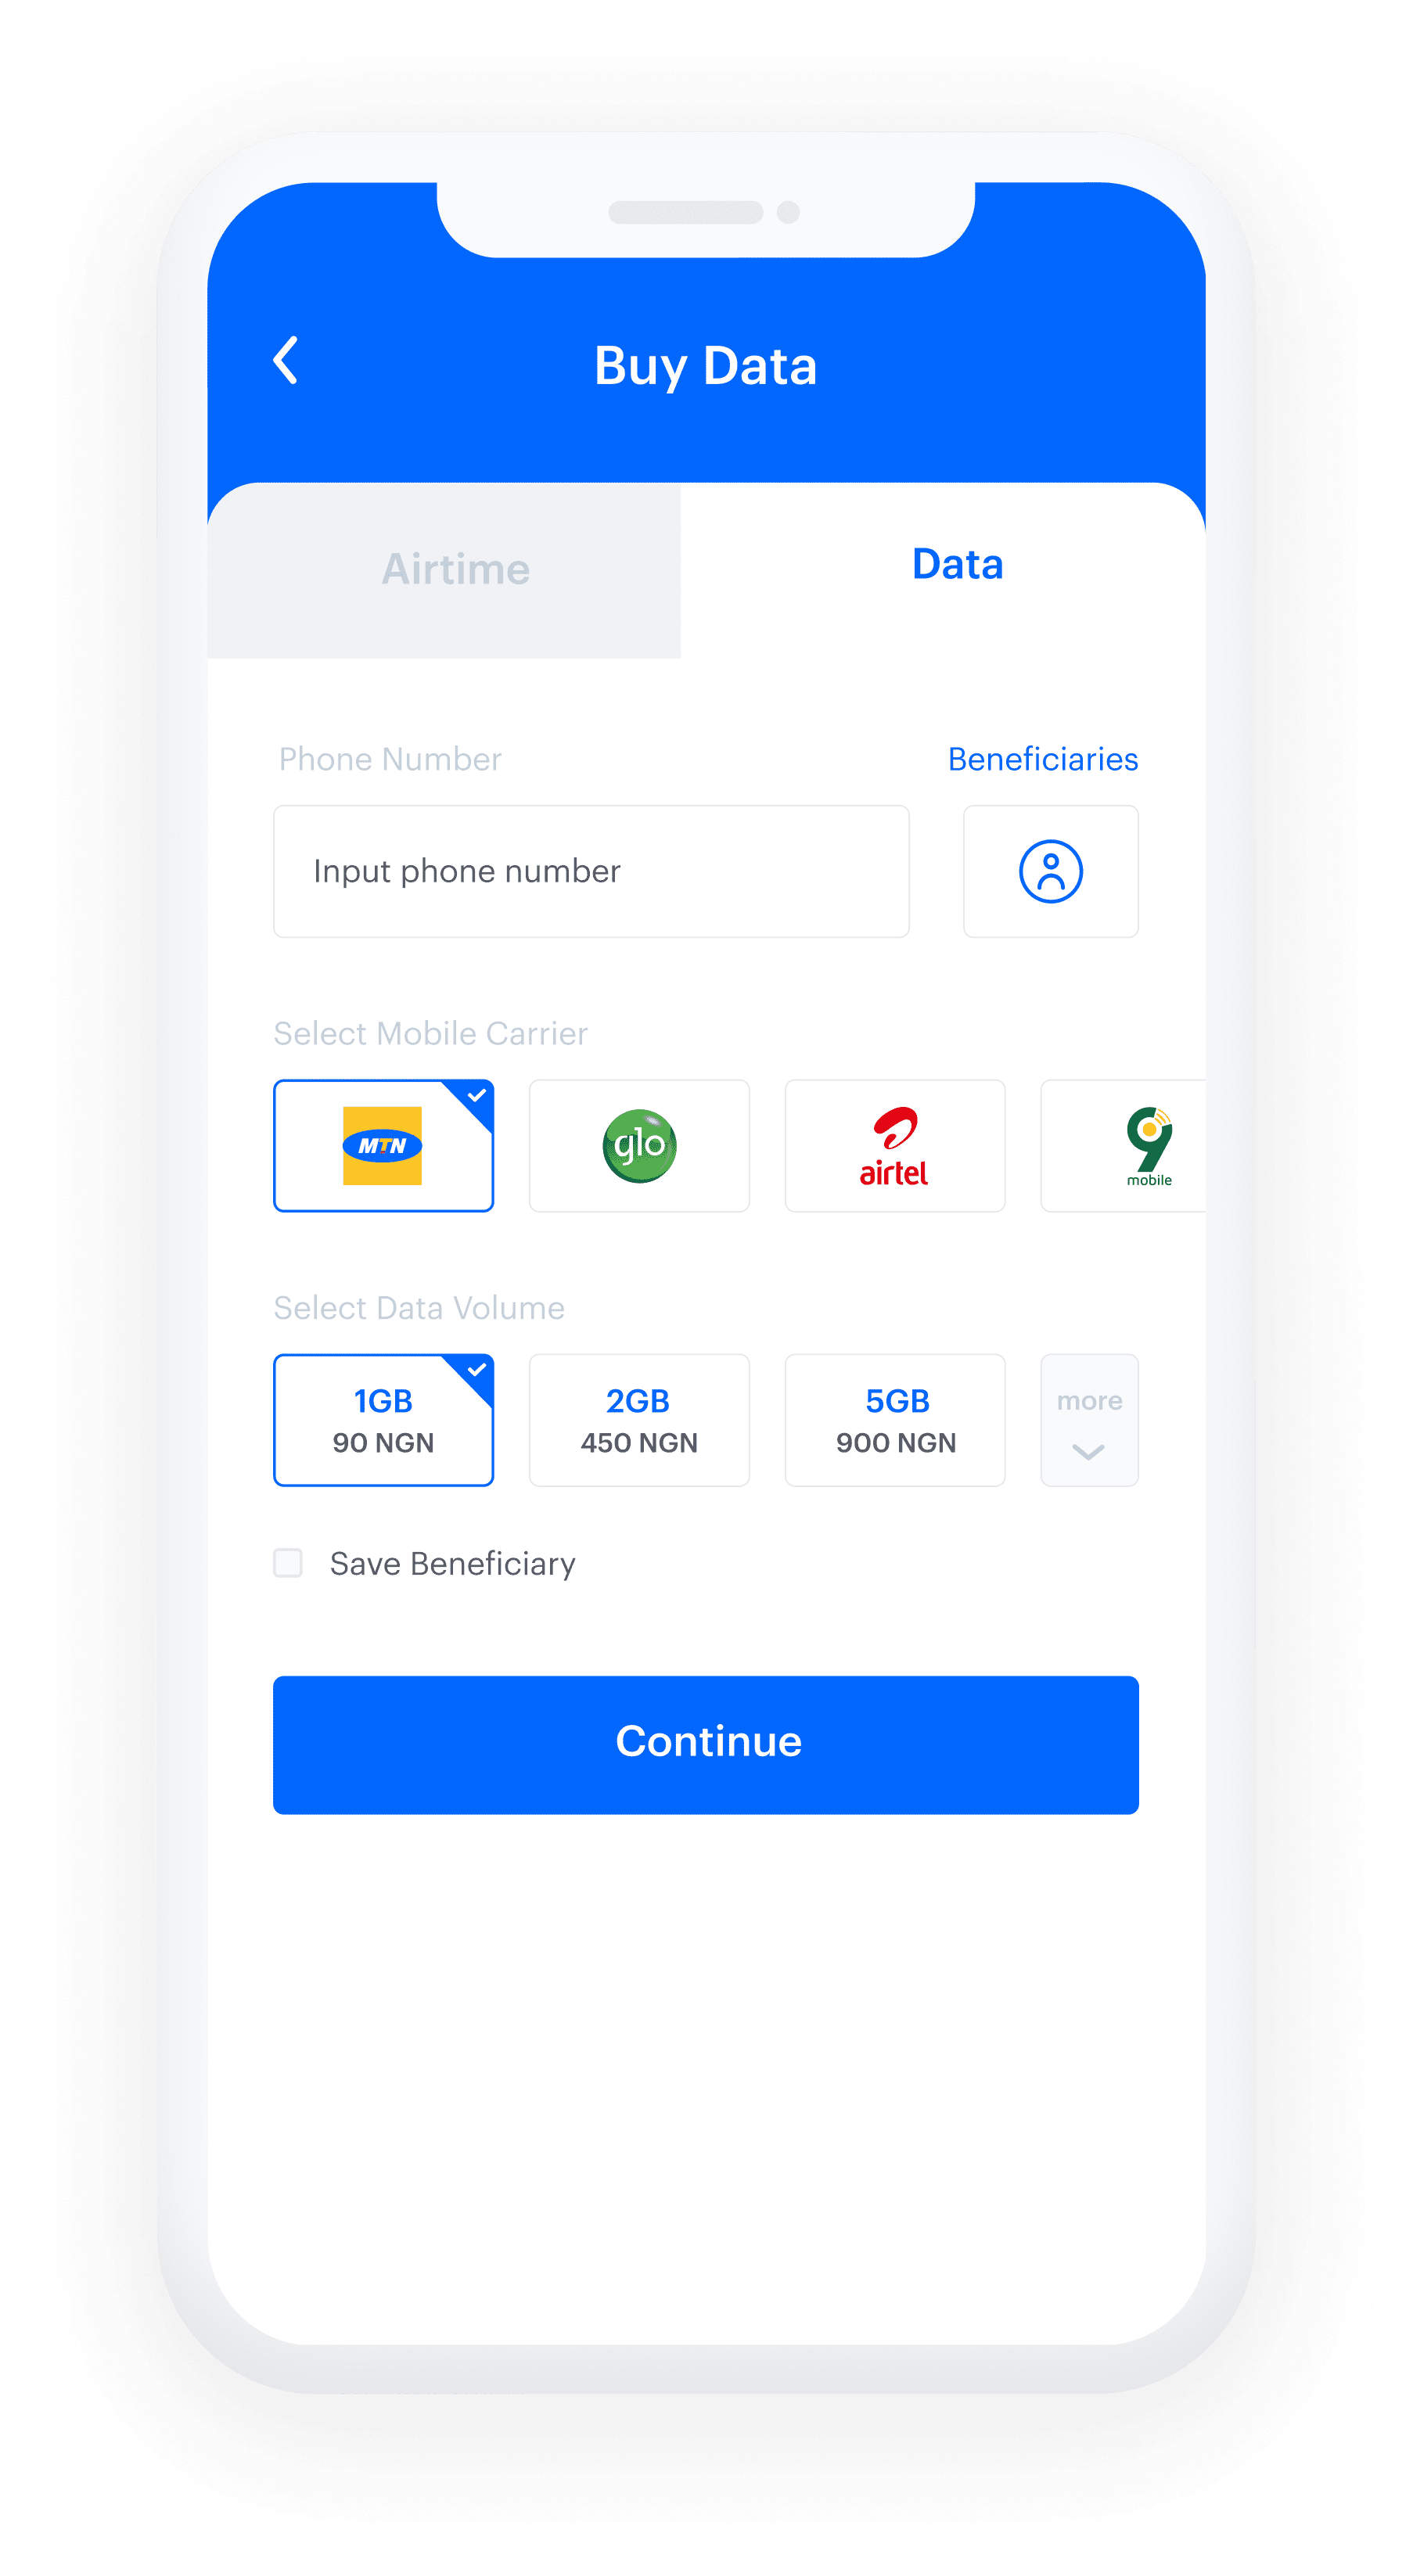 Buy Data
Airtime
Data
Phone Number
Beneficiaries
Input phone number
Select Mobile Carrier
MTN
glo
airtel
9
mobile
Select Data Volume
1GB
90 NGN
2GB
450 NGN
5GB
900 NGN
more
Save Beneficiary
Continue